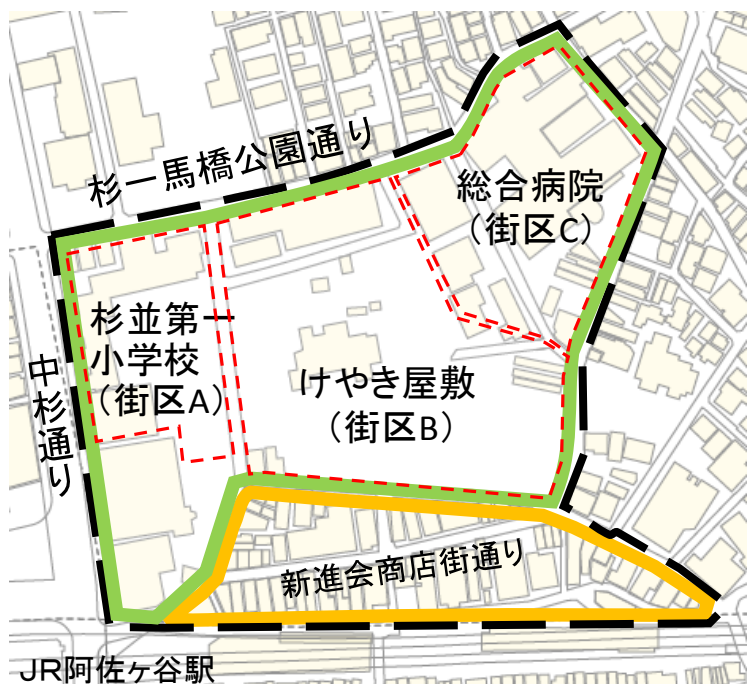 杉一馬橋公園通り
総合病院
（街区C）
杉並第一
小学校
（街区A）
けやき屋敷
（街区B）
中杉通り
新進会商店街通り
JR阿佐ヶ谷駅